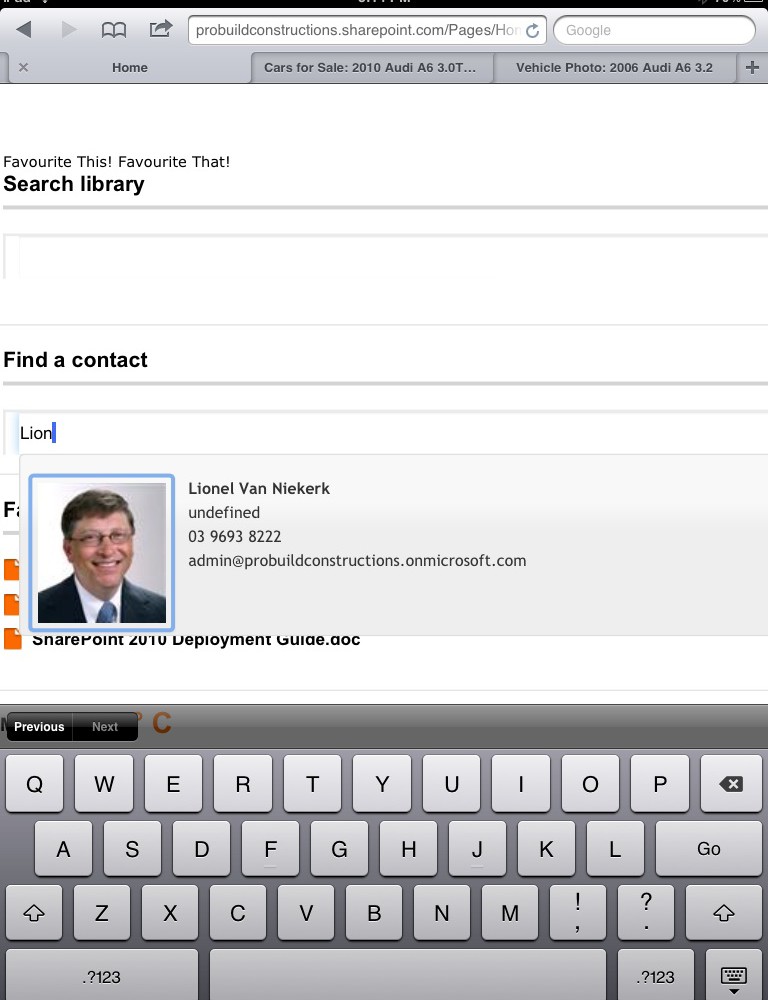 probuildconstructions.sharepoint.com/Pages/Hom
Google
Home
Cars for Sale: 2010 Audi A6 3.0T...
Vehicle Photo: 2006 Audi A6 3.2
Favourite This! Favourite That!
Search library
Find a contact
Lion
Lionel Van Niekerk
undefined
03 9693 8222
admin@probuildconstructions.onmicrosoft.com
Fa
SharePoint 2010 Deployment Guide.doc
Previous
Next
° C
Q W E R T Y U I O P
A S D F G H J K L Go
Z X C V B N M ! , ? .
.?123 .?123